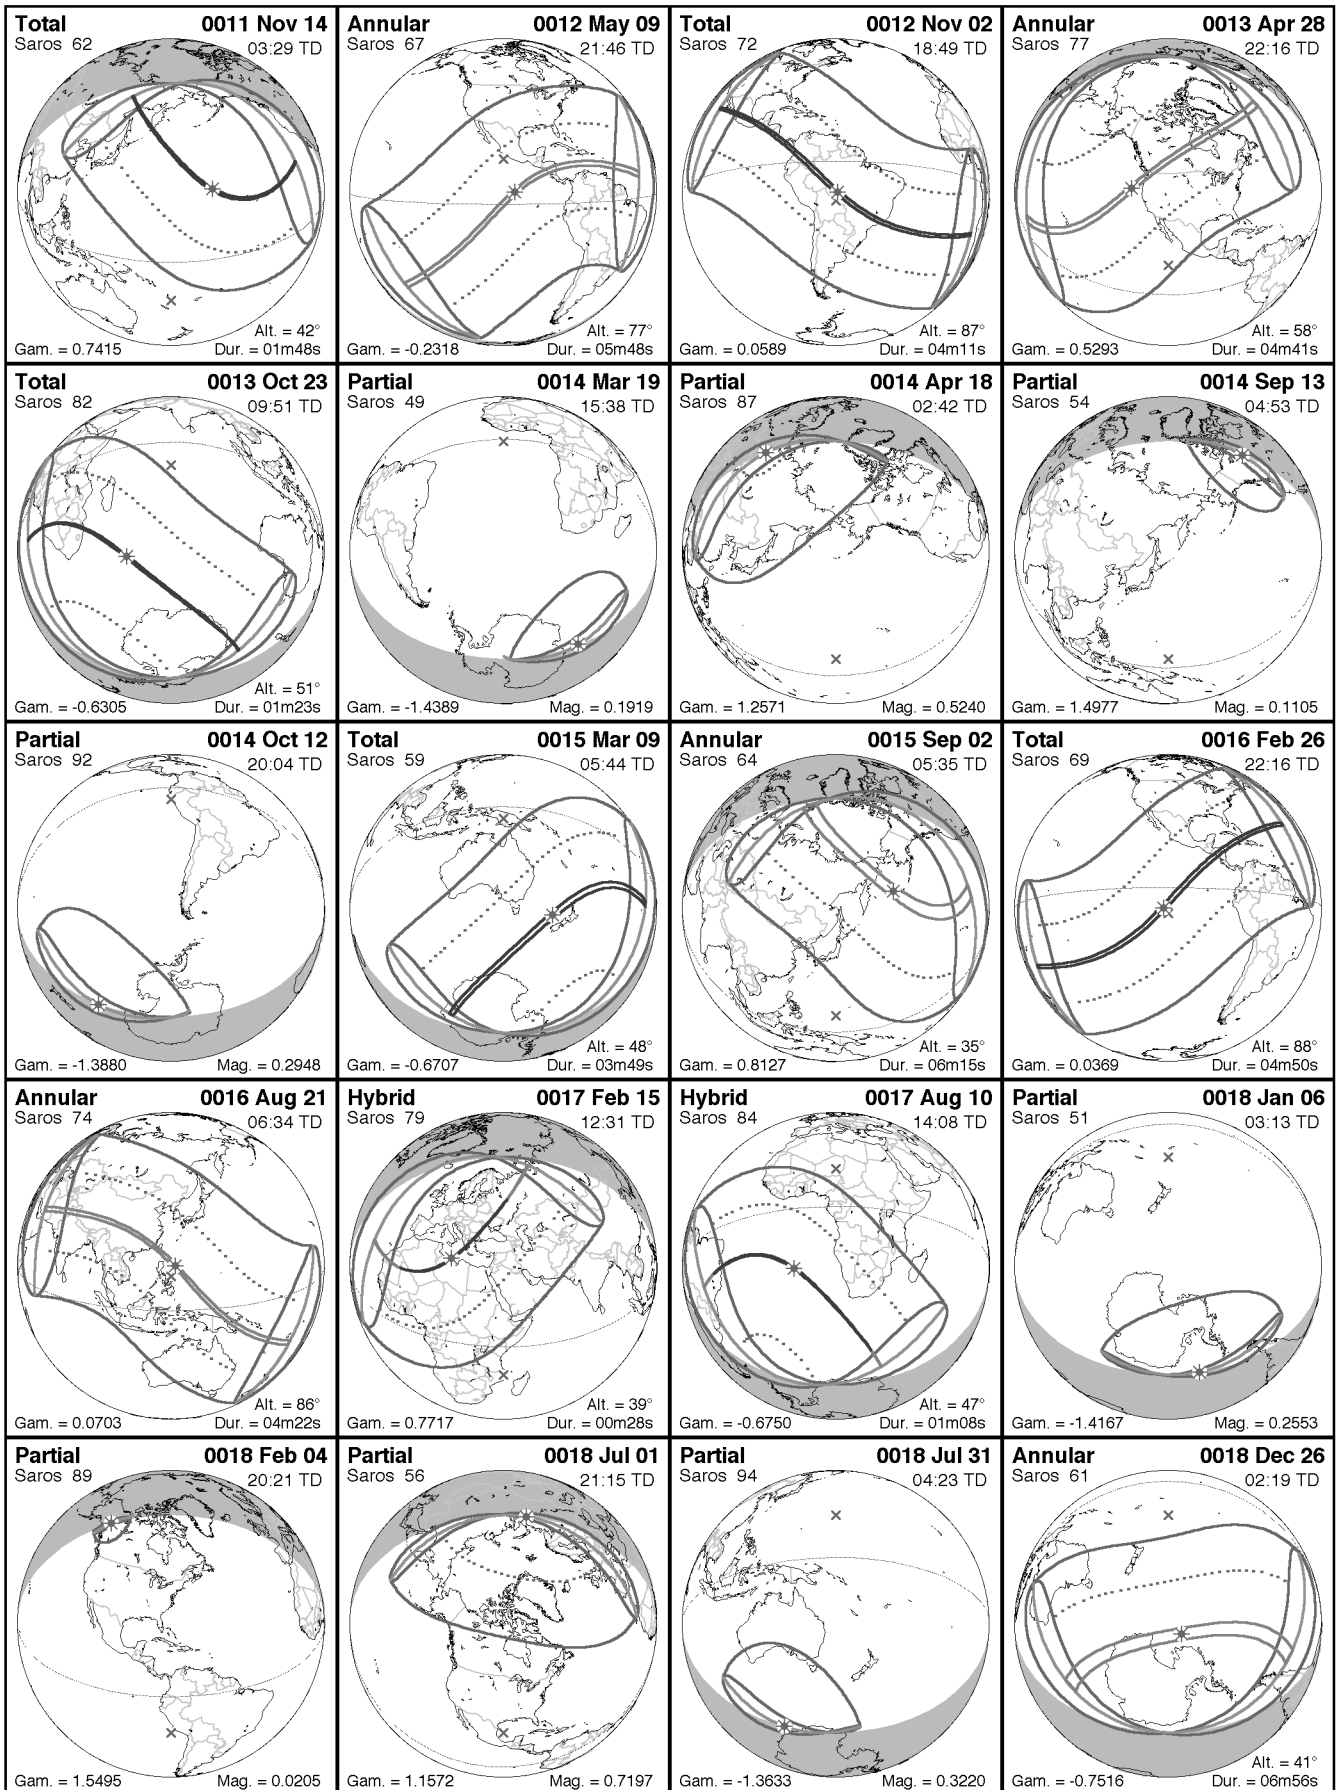 Total 0011 Nov 14
Saros 62 03:29 TD
Alt. = 42°
Gam. = 0.7415 Dur. = 01m48s
Annular 0012 May 09
Saros 67 21:46 TD
Alt. = 77°
Gam. = -0.2318 Dur. = 05m48s
Total 0012 Nov 02
Saros 72 18:49 TD
Alt. = 87°
Gam. = 0.0589 Dur. = 04m11s
Annular 0013 Apr 28
Saros 77 22:16 TD
Alt. = 58°
Gam. = 0.5293 Dur. = 04m41s
Total 0013 Oct 23
Saros 82 09:51 TD
Alt. = 51°
Gam. = -0.6305 Dur. = 01m23s
Partial 0014 Mar 19
Saros 49 15:38 TD
Gam. = -1.4389 Mag. = 0.1919
Partial 0014 Apr 18
Saros 87 02:42 TD
Gam. = 1.2571 Mag. = 0.5240
Partial 0014 Sep 13
Saros 54 04:53 TD
Gam. = 1.4977 Mag. = 0.1105
Partial 0014 Oct 12
Saros 92 20:04 TD
Gam. = -1.3880 Mag. = 0.2948
Total 0015 Mar 09
Saros 59 05:44 TD
Alt. = 48°
Gam. = -0.6707 Dur. = 03m49s
Annular 0015 Sep 02
Saros 64 05:35 TD
Alt. = 35°
Gam. = 0.8127 Dur. = 06m15s
Total 0016 Feb 26
Saros 69 22:16 TD
Alt. = 88°
Gam. = 0.0369 Dur. = 04m50s
Annular 0016 Aug 21
Saros 74 06:34 TD
Alt. = 86°
Gam. = 0.0703 Dur. = 04m22s
Hybrid 0017 Feb 15
Saros 79 12:31 TD
Alt. = 39°
Gam. = 0.7717 Dur. = 00m28s
Hybrid 0017 Aug 10
Saros 84 14:08 TD
Alt. = 47°
Gam. = -0.6750 Dur. = 01m08s
Partial 0018 Jan 06
Saros 51 03:13 TD
Gam. = -1.4167 Mag. = 0.2553
Partial 0018 Feb 04
Saros 89 20:21 TD
Gam. = 1.5495 Mag. = 0.0205
Partial 0018 Jul 01
Saros 56 21:15 TD
Gam. = 1.1572 Mag. = 0.7197
Partial 0018 Jul 31
Saros 94 04:23 TD
Gam. = -1.3633 Mag. = 0.3220
Annular 0018 Dec 26
Saros 61 02:19 TD
Alt. = 41°
Gam. = -0.7516 Dur. = 06m56s